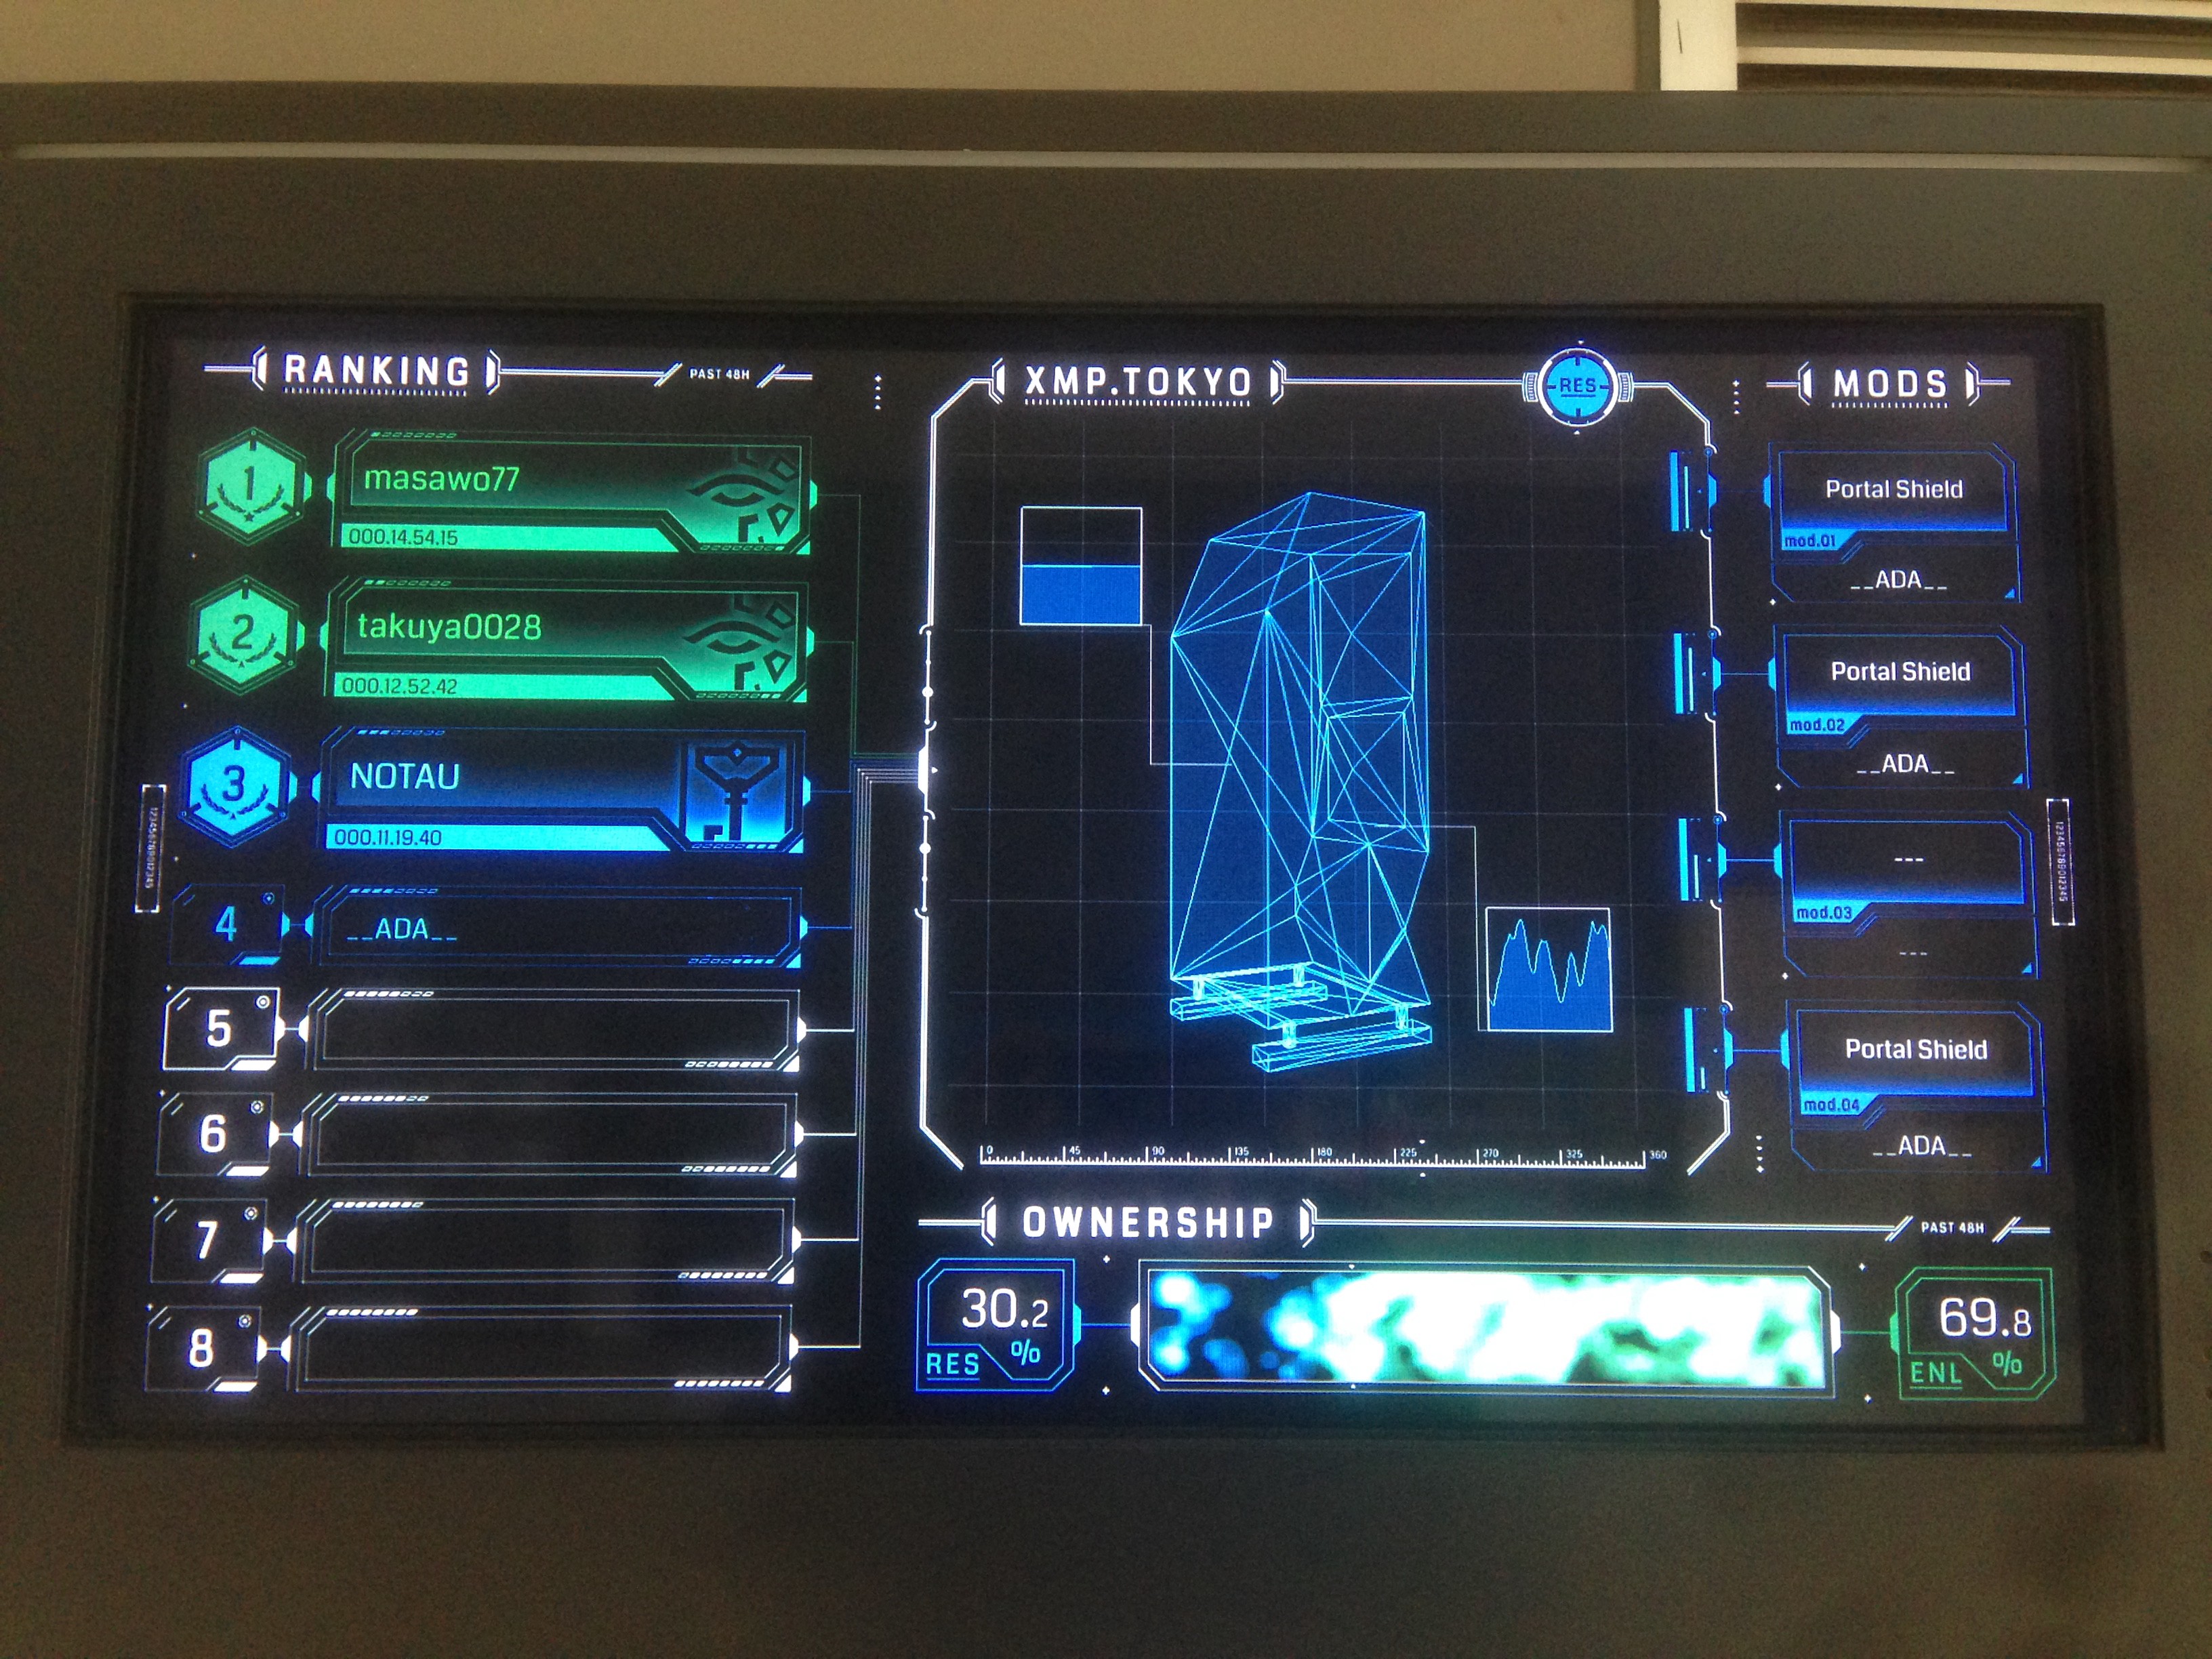 RANKING
PAST 48H
1
masawo77
000.14.54.15
2
takuya0028
000.12.52.42
3
NOTAU
000.11.19.40
4
__ADA__
5
6
7
8
XMP.TOKYO
RES
0 45 90 135 180 225 270 325 360
MODS
Portal Shield
mod.01
__ADA__
Portal Shield
mod.02
__ADA__
---
mod.03
---
Portal Shield
mod.04
__ADA__
OWNERSHIP
PAST 48H
30.2
%
RES
69.8
%
ENL